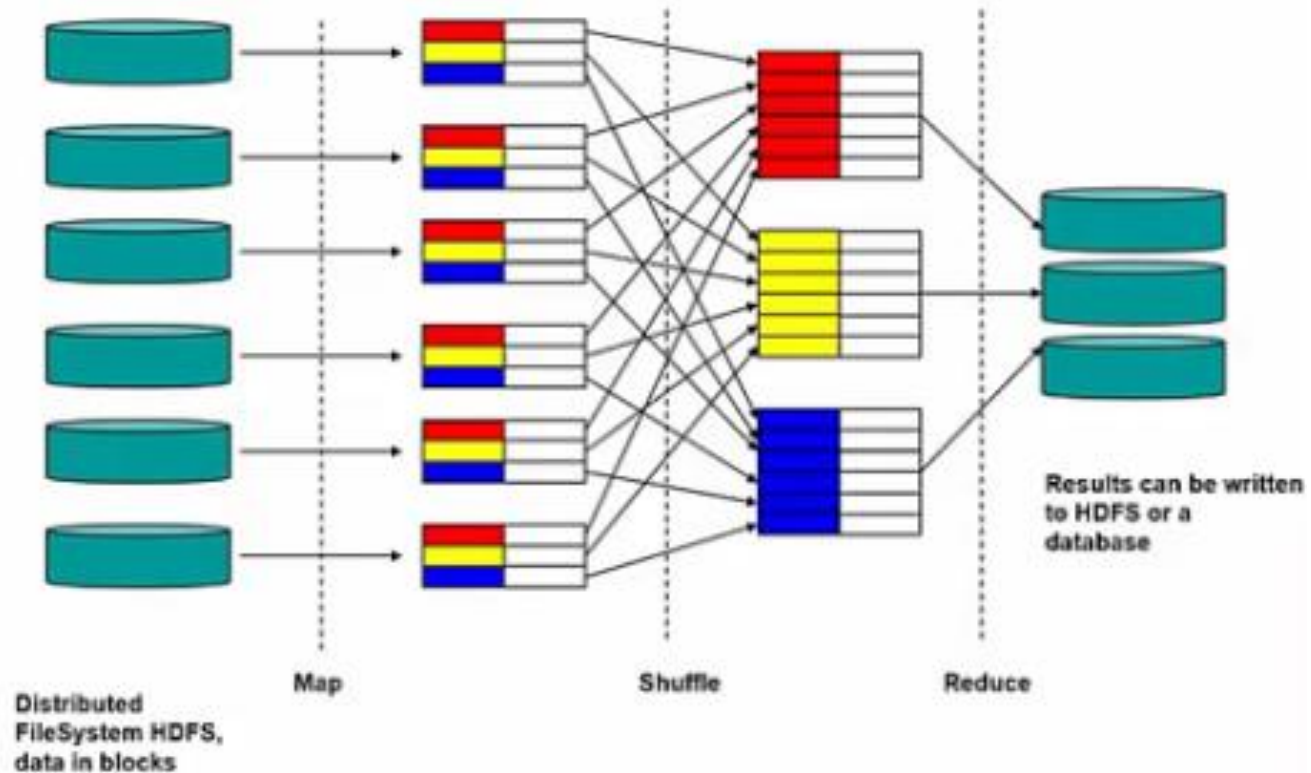 Map
Shuffle
Reduce
Distributed
FileSystem HDFS,
data in blocks
Results can be written
to HDFS or a
database